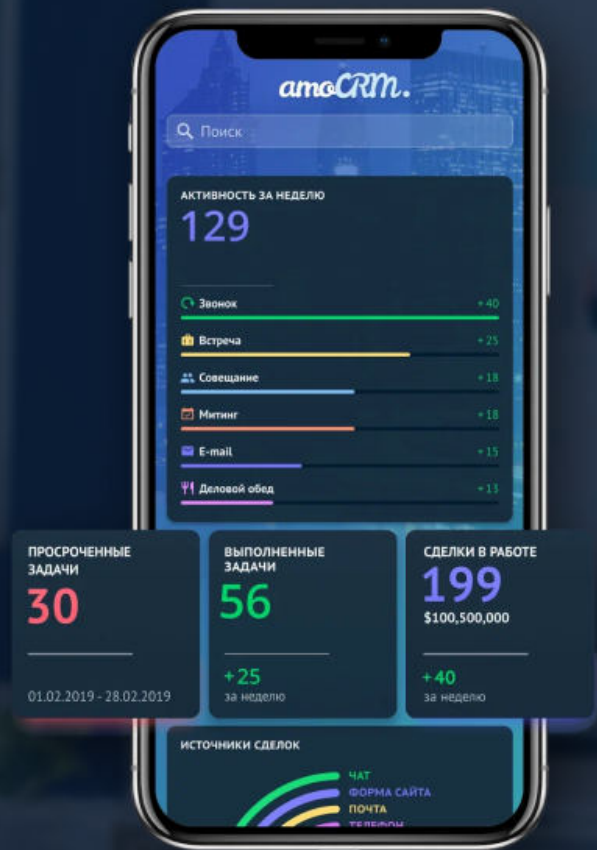 amoCRM.
Поиск
АКТИВНОСТЬ ЗА НЕДЕЛЮ
129
Звонок +40
Встреча +25
Совещание +18
Митинг +18
E-mail +15
Деловой обед +13
ПРОСРОЧЕННЫЕ
ЗАДАЧИ
30
01.02.2019 - 28.02.2019
ВЫПОЛНЕННЫЕ
ЗАДАЧИ
56
+25
за неделю
СДЕЛКИ В РАБОТЕ
199
$100,500,000
+40
за неделю
ИСТОЧНИКИ СДЕЛОК
ЧАТ
ФОРМА САЙТА
ПОЧТА
ТЕЛЕФОН